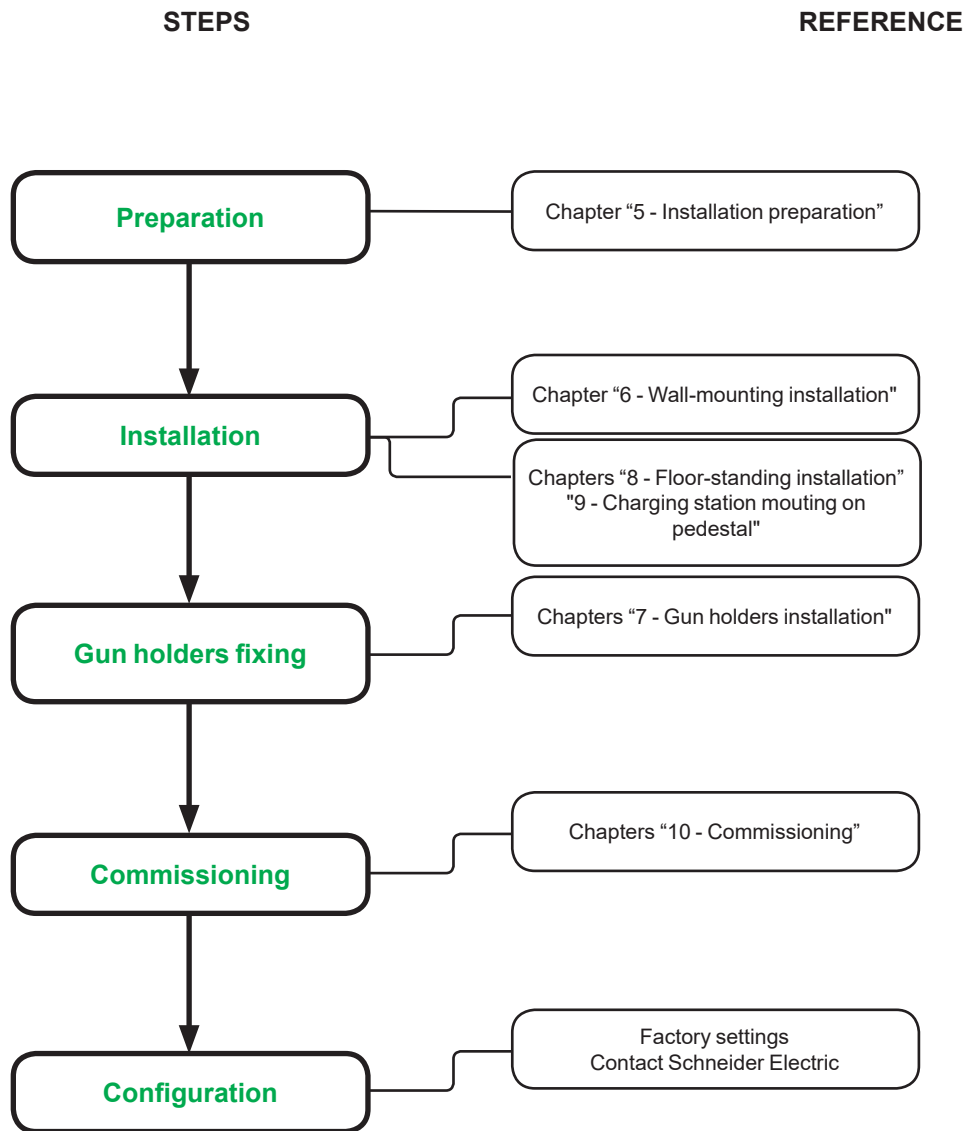 STEPS
REFERENCE
Preparation
Chapter “5 - Installation preparation”
Installation
Chapter “6 - Wall-mounting installation"
Chapters “8 - Floor-standing installation”
"9 - Charging station mouting on
pedestal"
Gun holders fixing
Chapters “7 - Gun holders installation"
Commissioning
Chapters “10 - Commissioning”
Configuration
Factory settings
Contact Schneider Electric